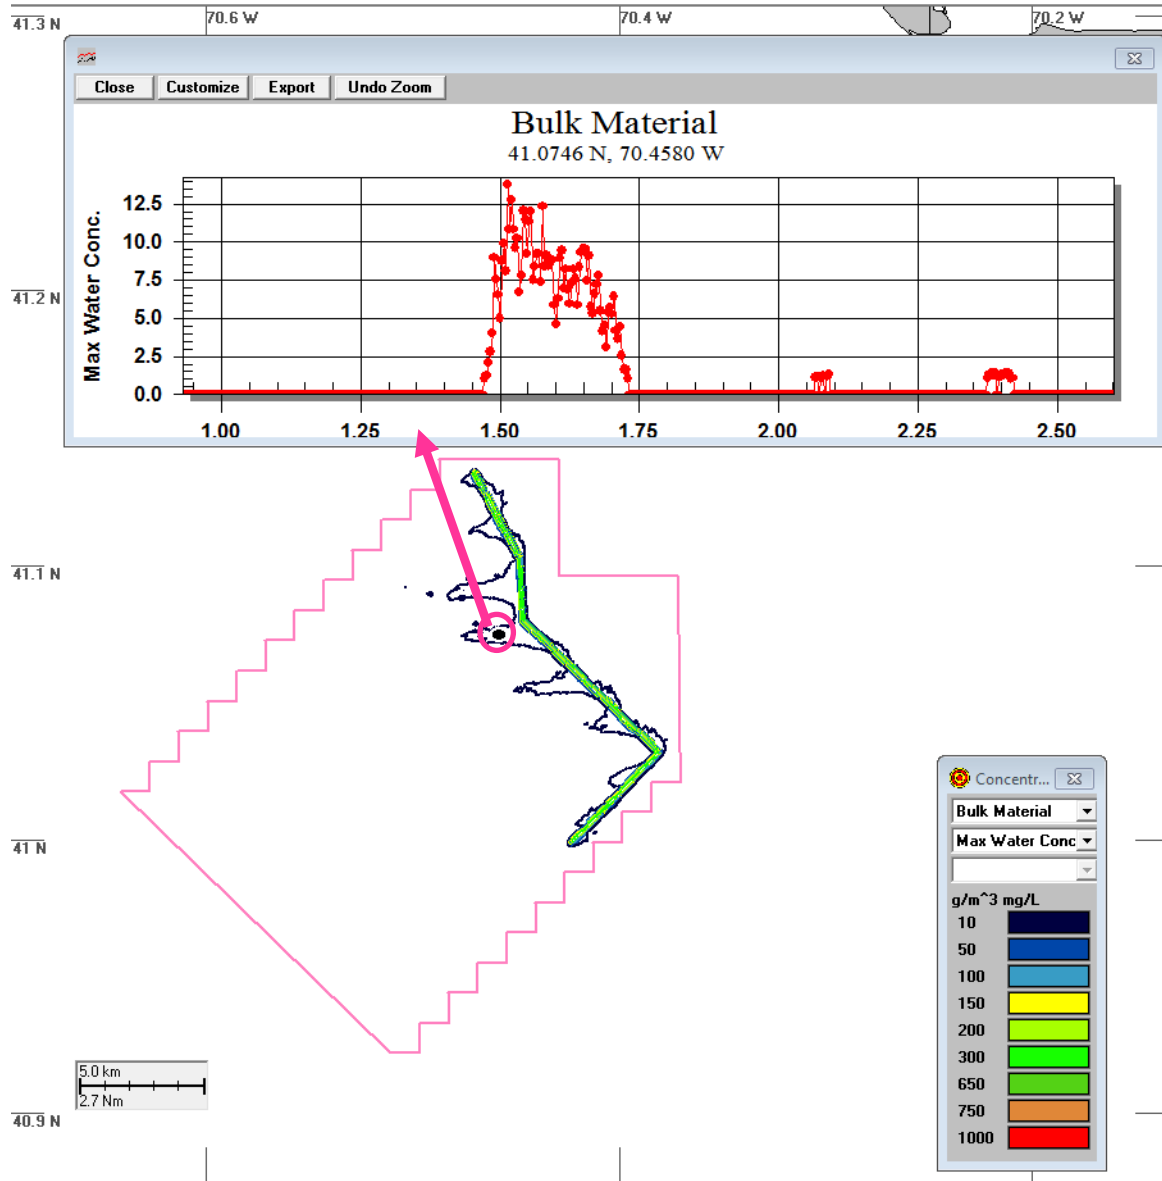 41.3 N
70.6 W
70.4 W
70.2 W
Close Customize Export Undo Zoom
Bulk Material
41.0746 N, 70.4580 W
Max Water Conc.
12.5
10.0
7.5
5.0
2.5
0.0
1.00 1.25 1.50 1.75 2.00 2.25 2.50
41.2 N
41.1 N
41 N
40.9 N
5.0 km
2.7 Nm
Concentr...
Bulk Material
Max Water Conc
g/m^3 mg/L
10
50
100
150
200
300
650
750
1000